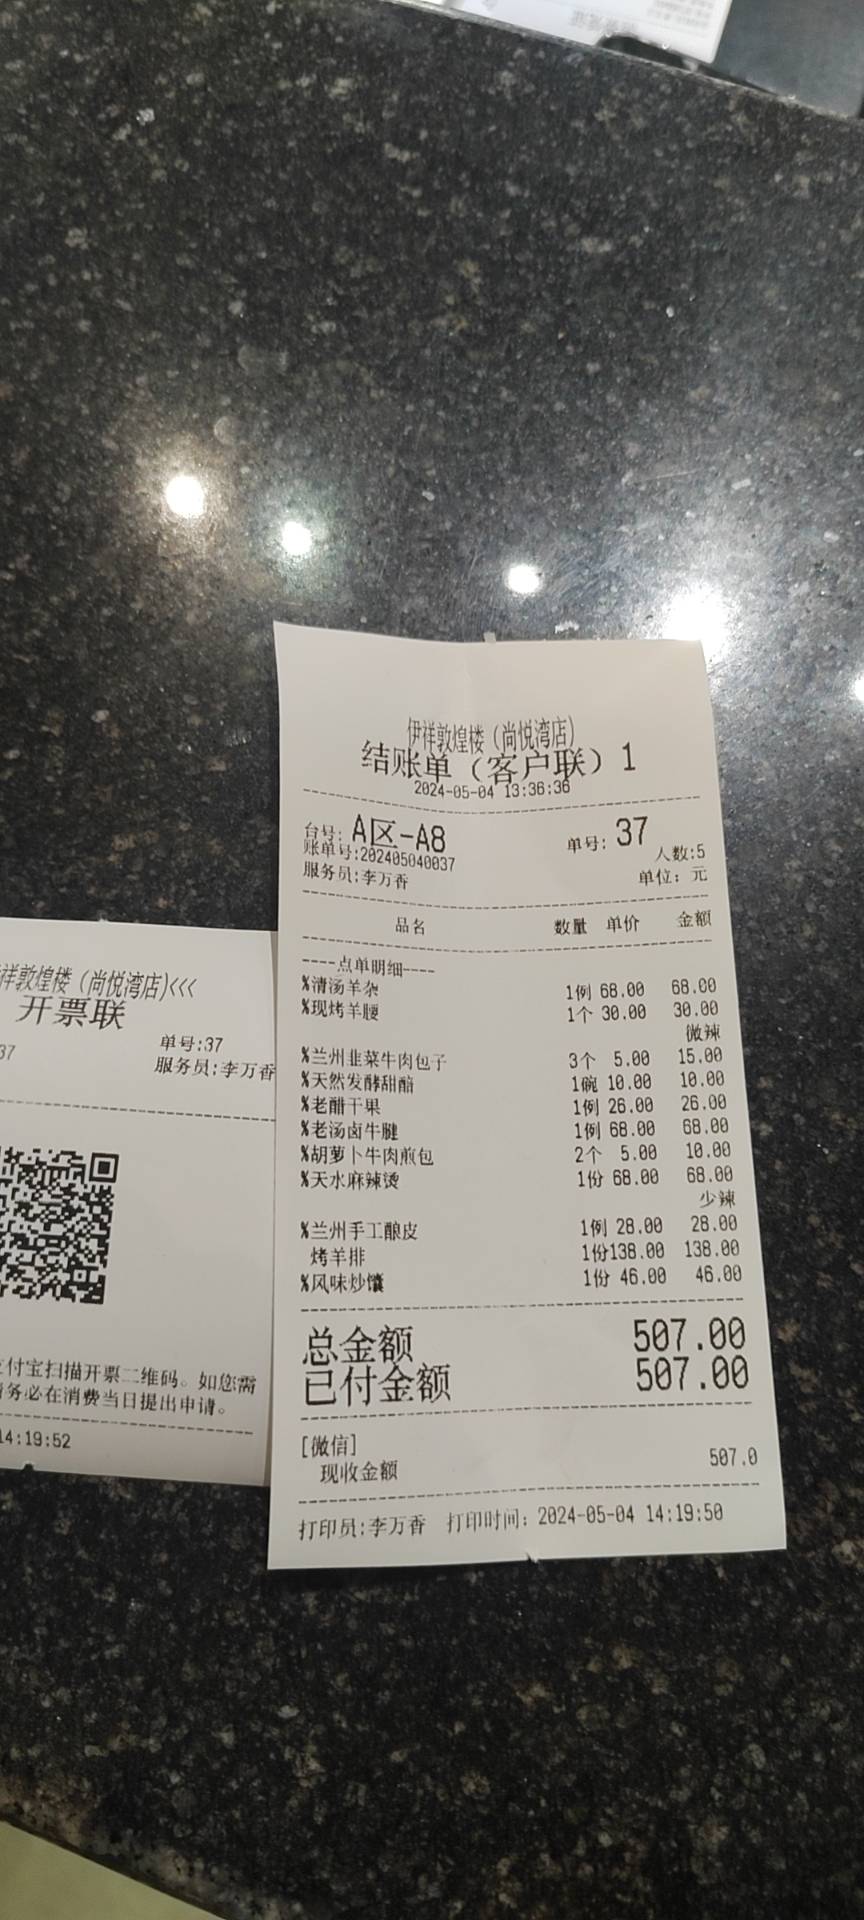 伊祥敦煌楼（尚悦湾店）
结账单（客户联）1
2024-05-04 13:36:36
台号: A区-A8 单号: 37
账单号:202405040037 人数:5
服务员:李万香 单位: 元
品名 数量 单价 金额
----点单明细----
%清汤羊杂 1例 68.00 68.00
%现烤羊腰 1个 30.00 30.00
微辣
%兰州韭菜牛肉包子 3个 5.00 15.00
%天然发酵甜醅 1碗 10.00 10.00
%老醋干果 1例 26.00 26.00
%老汤卤牛腱 1例 68.00 68.00
%胡萝卜牛肉煎包 2个 5.00 10.00
%天水麻辣烫 1份 68.00 68.00
少辣
%兰州手工酿皮 1例 28.00 28.00
烤羊排 1份138.00 138.00
%风味炒馕 1份 46.00 46.00
总金额 507.00
已付金额 507.00
[微信]
现收金额 507.0
打印员:李万香 打印时间: 2024-05-04 14:19:50
祥敦煌楼（尚悦湾店)<<<
开票联
37 单号:37
服务员:李万香
付宝扫描开票二维码。如您需
务必在消费当日提出申请。
14:19:52